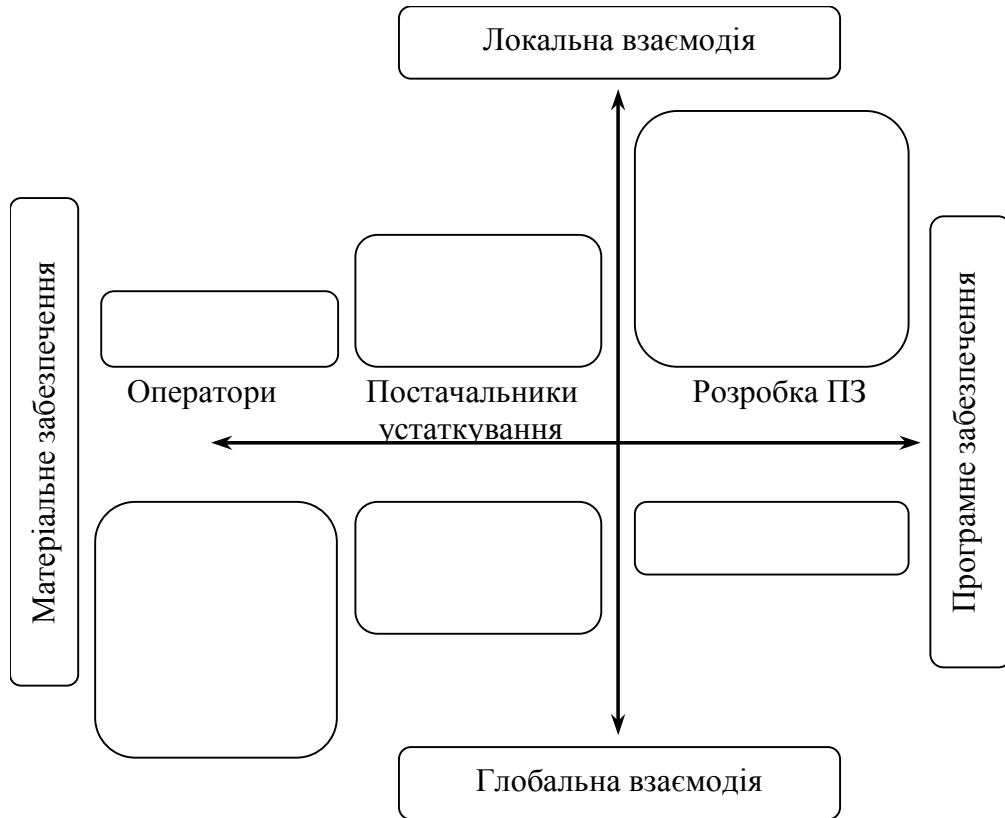 Локальна взаємодія
Матеріальне забезпечення
Оператори
Постачальники
устаткування
Розробка ПЗ
Програмне забезпечення
Глобальна взаємодія